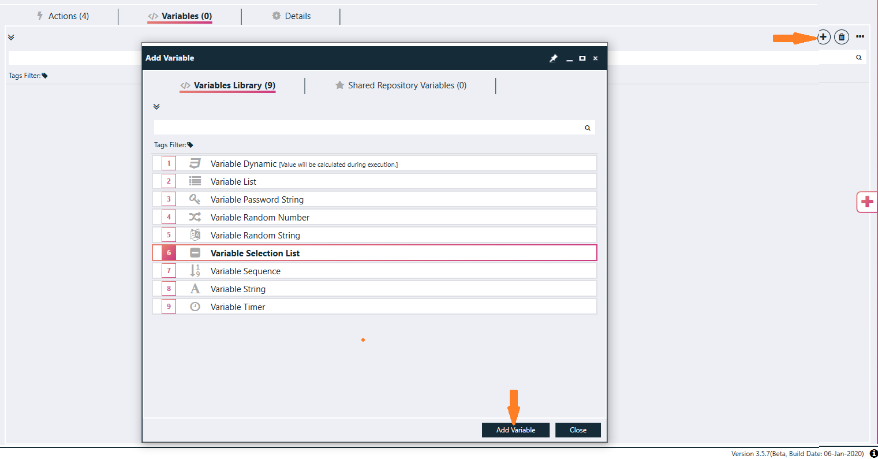 Actions (4)
Variables (0)
Details
Tags Filter:
Add Variable
Variables Library (9)
Shared Repository Variables (0)
Tags Filter:
1 Variable Dynamic [Value will be calculated during execution.]
2 Variable List
3 Variable Password String
4 Variable Random Number
5 Variable Random String
6 Variable Selection List
7 Variable Sequence
8 Variable String
9 Variable Timer
Add Variable
Close
Version 3.5.7(Beta, Build Date: 06-Jan-2020)